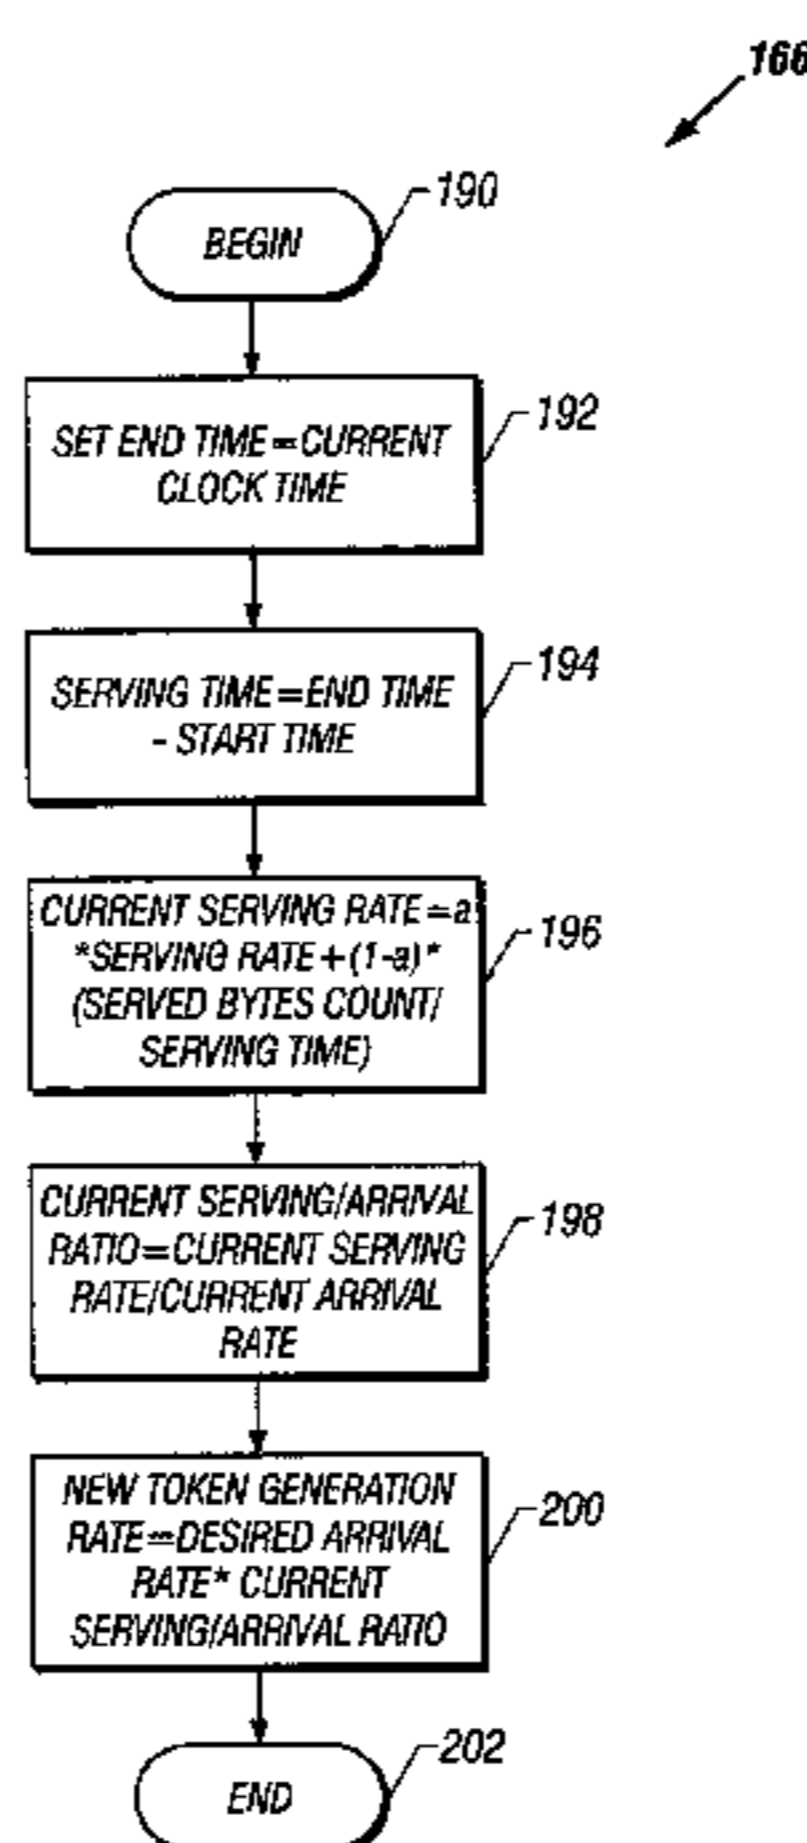 166
190
BEGIN
192
SET END TIME=CURRENT
CLOCK TIME
194
SERVING TIME=END TIME
- START TIME
196
CURRENT SERVING RATE=a
*SERVING RATE+(1-a)*
(SERVED BYTES COUNT/
SERVING TIME)
198
CURRENT SERVING/ARRIVAL
RATIO=CURRENT SERVING
RATE/CURRENT ARRIVAL
RATE
200
NEW TOKEN GENERATION
RATE=DESIRED ARRIVAL
RATE* CURRENT
SERVING/ARRIVAL RATIO
202
END